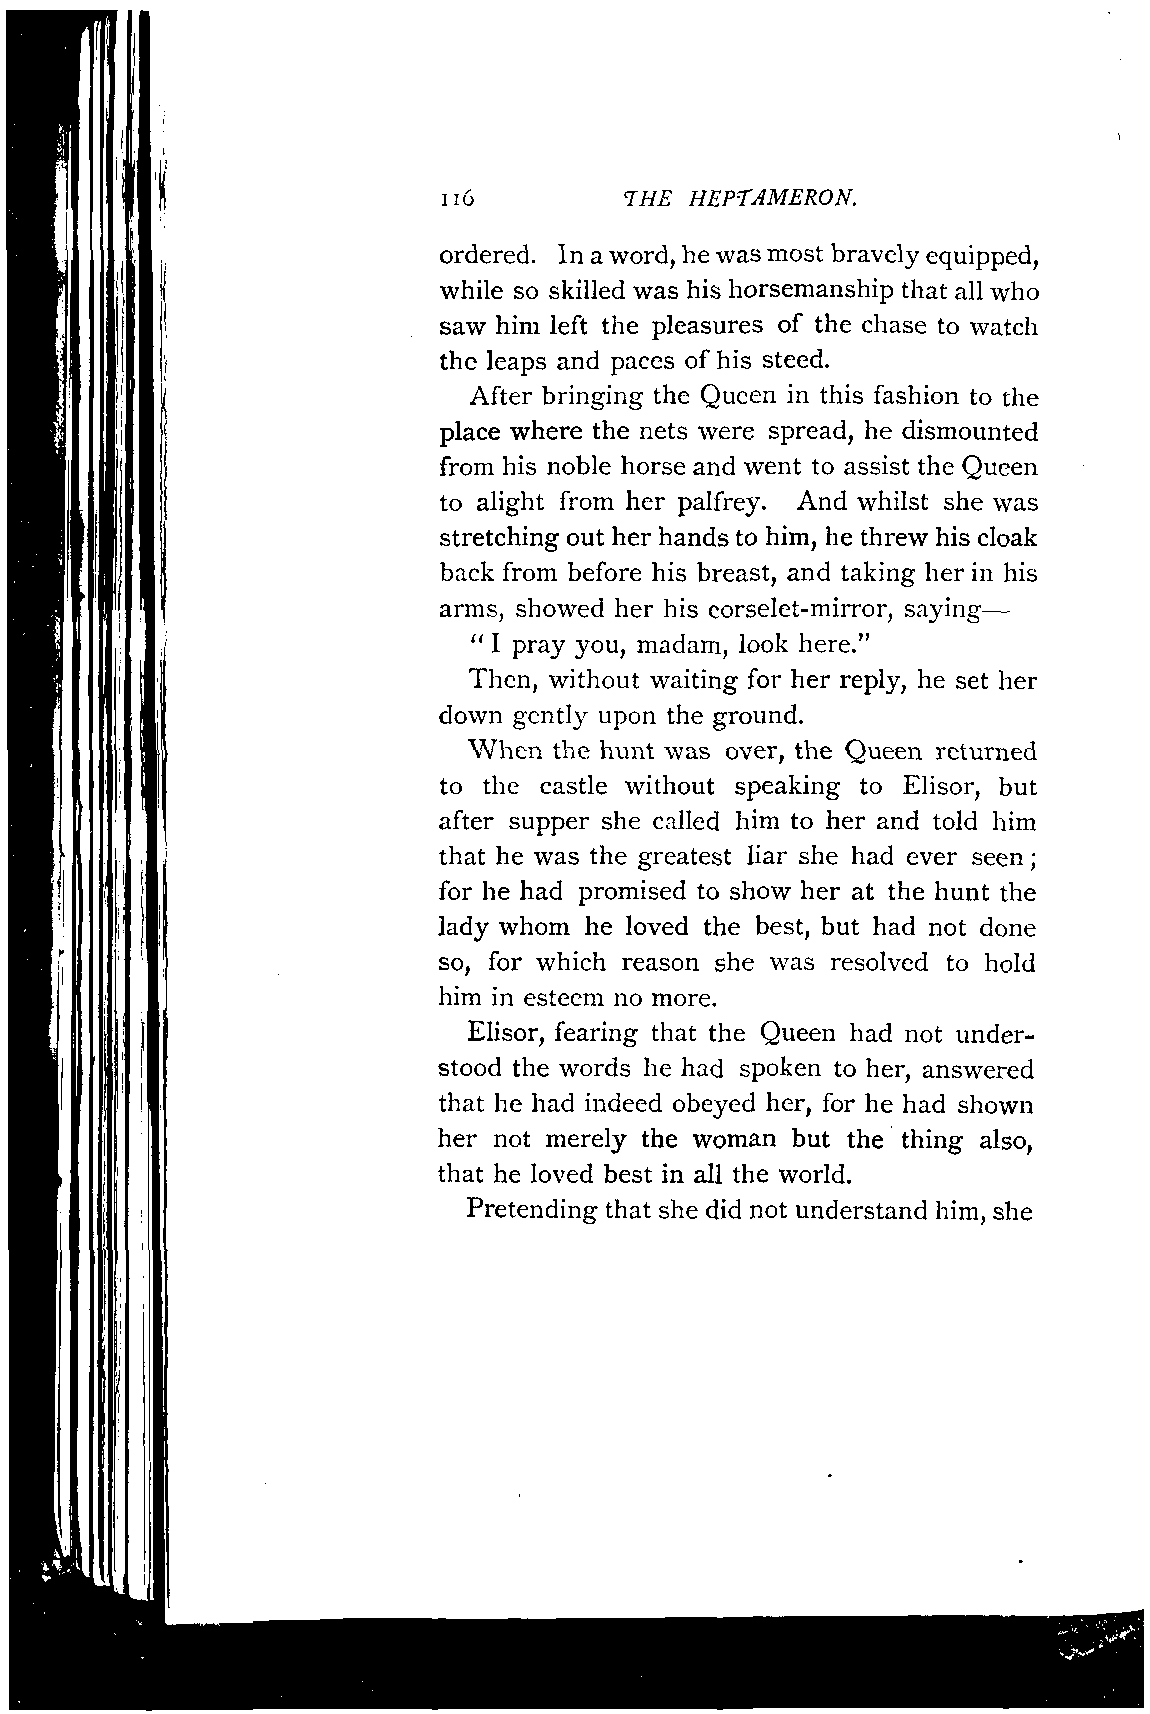 116 THE HEPTAMERON.
ordered. In a word, he was most bravely equipped,
while so skilled was his horsemanship that all who
saw him left the pleasures of the chase to watch
the leaps and paces of his steed.
After bringing the Queen in this fashion to the
place where the nets were spread, he dismounted
from his noble horse and went to assist the Queen
to alight from her palfrey. And whilst she was
stretching out her hands to him, he threw his cloak
back from before his breast, and taking her in his
arms, showed her his corselet-mirror, saying—
“I pray you, madam, look here.”
Then, without waiting for her reply, he set her
down gently upon the ground.
When the hunt was over, the Queen returned
to the castle without speaking to Elisor, but
after supper she called him to her and told him
that he was the greatest liar she had ever seen;
for he had promised to show her at the hunt the
lady whom he loved the best, but had not done
so, for which reason she was resolved to hold
him in esteem no more.
Elisor, fearing that the Queen had not under-
stood the words he had spoken to her, answered
that he had indeed obeyed her, for he had shown
her not merely the woman but the thing also,
that he loved best in all the world.
Pretending that she did not understand him, she